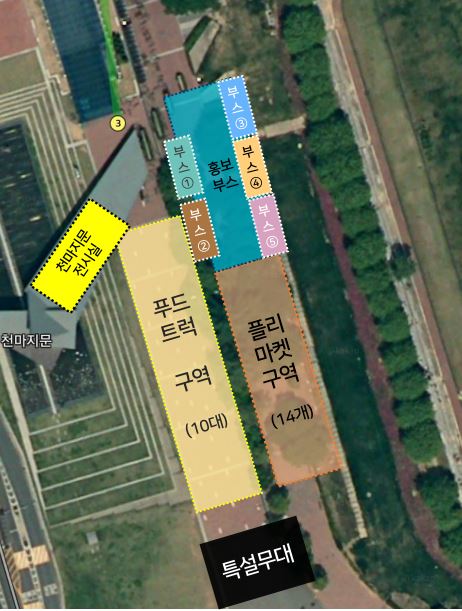 3
부스③
부스①
홍보
부스
부스④
부스②
부스⑤
천마지문
전시실
천마지문
푸드
트럭
구역
(10대)
플리
마켓
구역
(14개)
특설무대